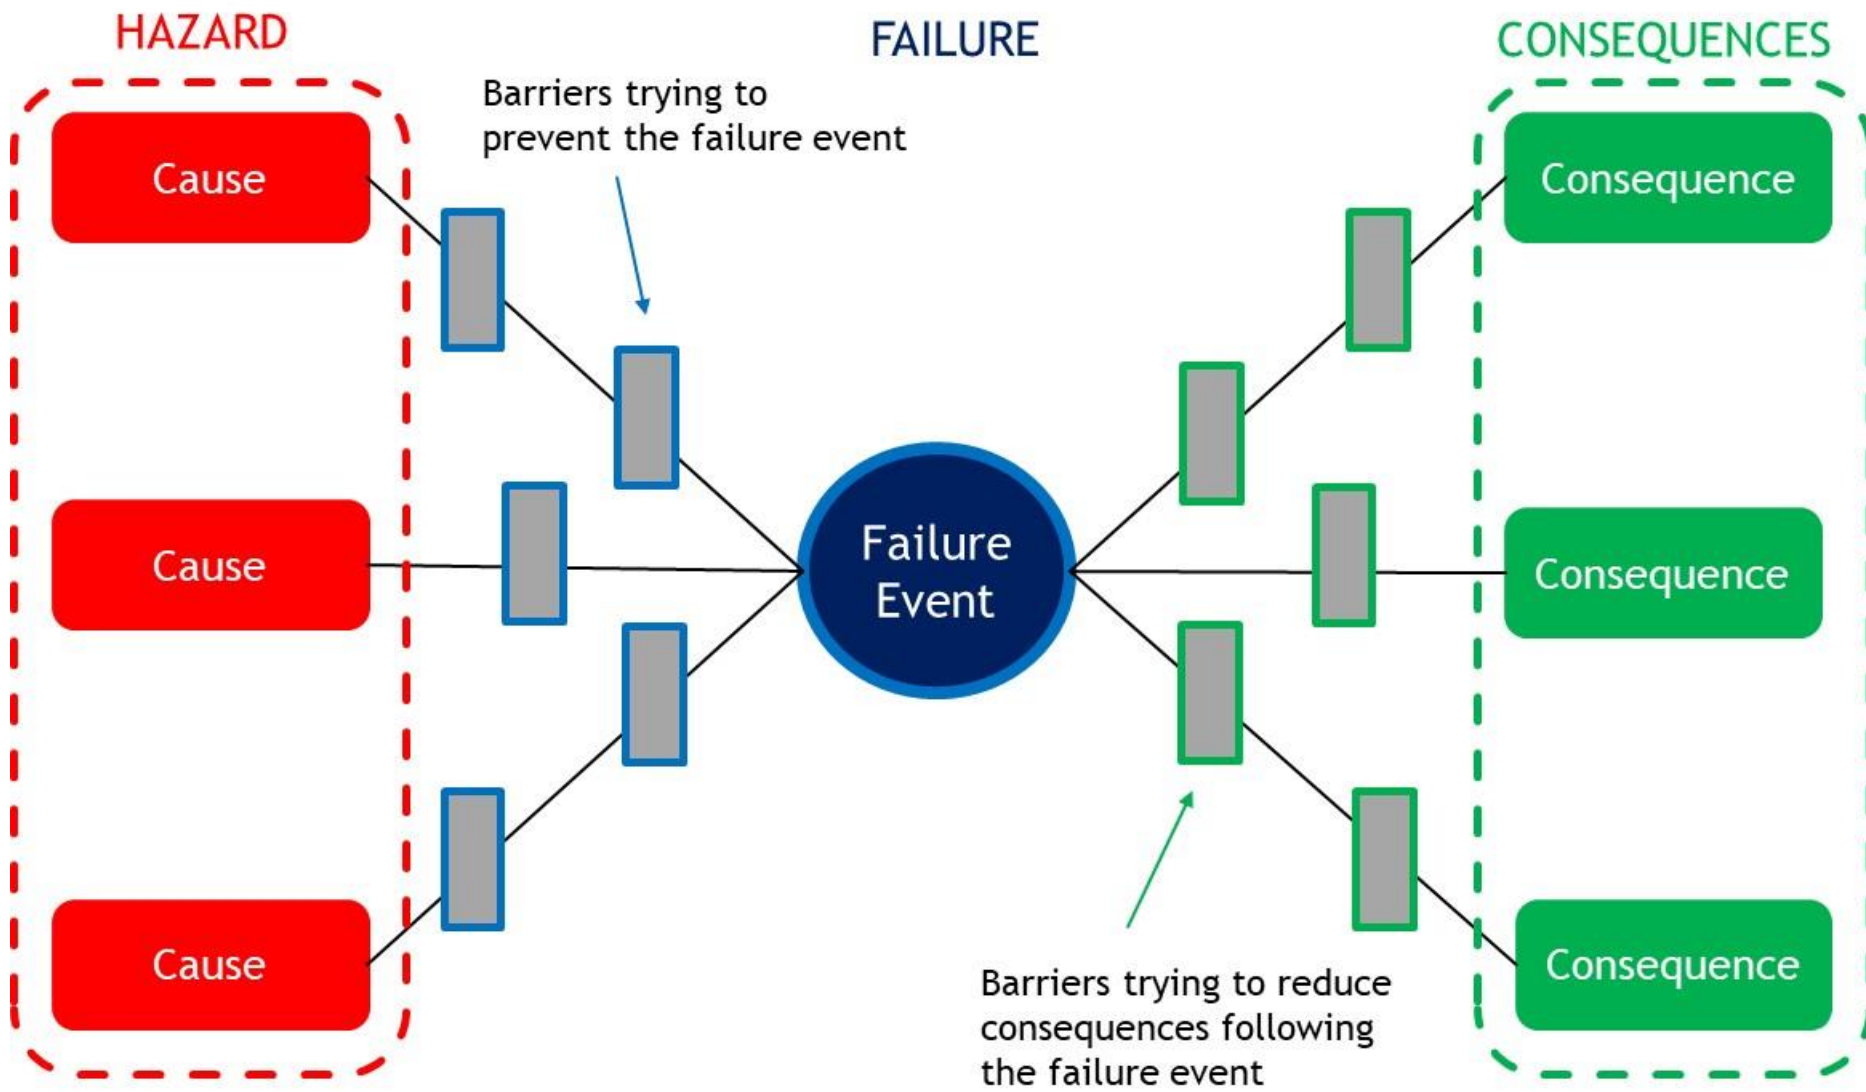 HAZARD
FAILURE
CONSEQUENCES
Barriers trying to
prevent the failure event
Cause
Consequence
Cause
Failure
Event
Consequence
Cause
Consequence
Barriers trying to reduce
consequences following
the failure event